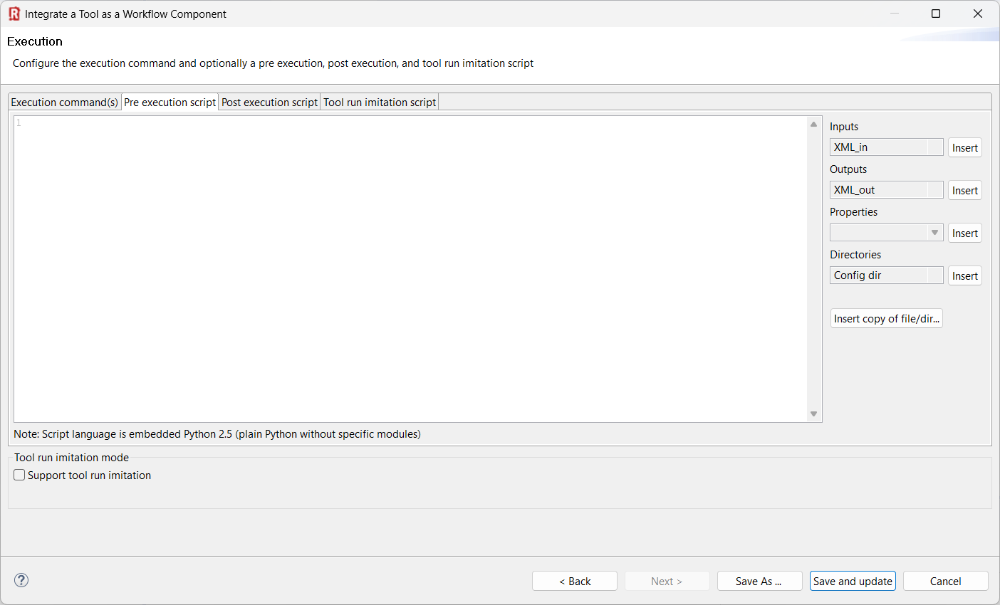 Integrate a Tool as a Workflow Component
Execution
Configure the execution command and optionally a pre execution, post execution, and tool run imitation script
Execution command(s) Pre execution script Post execution script Tool run imitation script
1
Inputs
XML_in Insert
Outputs
XML_out Insert
Properties
Insert
Directories
Config dir Insert
Insert copy of file/dir...
Note: Script language is embedded Python 2.5 (plain Python without specific modules)
Tool run imitation mode
Support tool run imitation
< Back Next > Save As ... Save and update Cancel